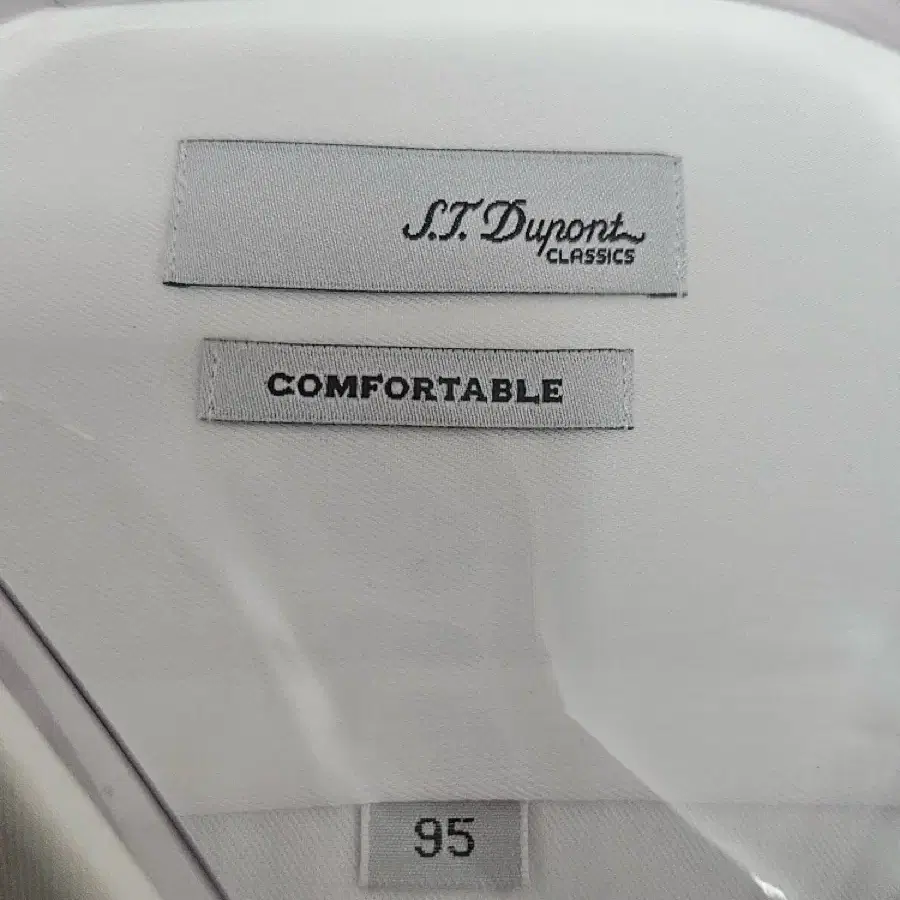 S.T. Dupont
CLASSICS
COMFORTABLE
95